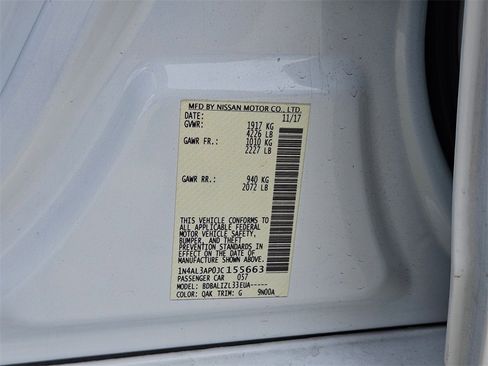 MFD BY NISSAN MOTOR CO., LTD.
DATE: 11/17
GVWR: 1917 KG
4226 LB
GAWR FR.: 1010 KG
2227 LB
GAWR RR.: 940 KG
2072 LB
THIS VEHICLE CONFORMS TO
ALL APPLICABLE FEDERAL
MOTOR VEHICLE SAFETY,
BUMPER, AND THEFT
PREVENTION STANDARDS
IN EFFECT ON THE DATE OF
MANUFACTURE SHOWN ABOVE.
1N4AL3AP0JC155663
PASSENGER CAR 057
MODEL: BDBALIZL33EUA-----
COLOR: QAK TRIM: G 9N00A